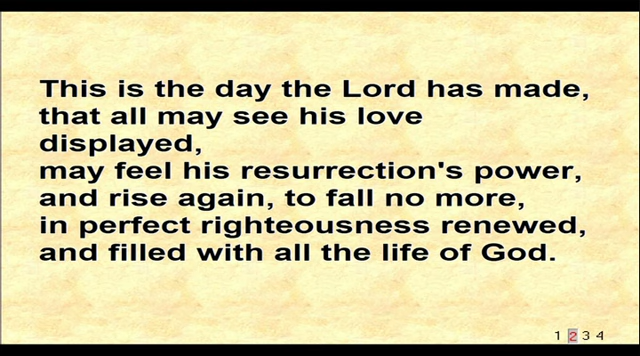 This is the day the Lord has made,
that all may see his love
displayed,
may feel his resurrection's power,
and rise again, to fall no more,
in perfect righteousness renewed,
and filled with all the life of God.
1 2 3 4